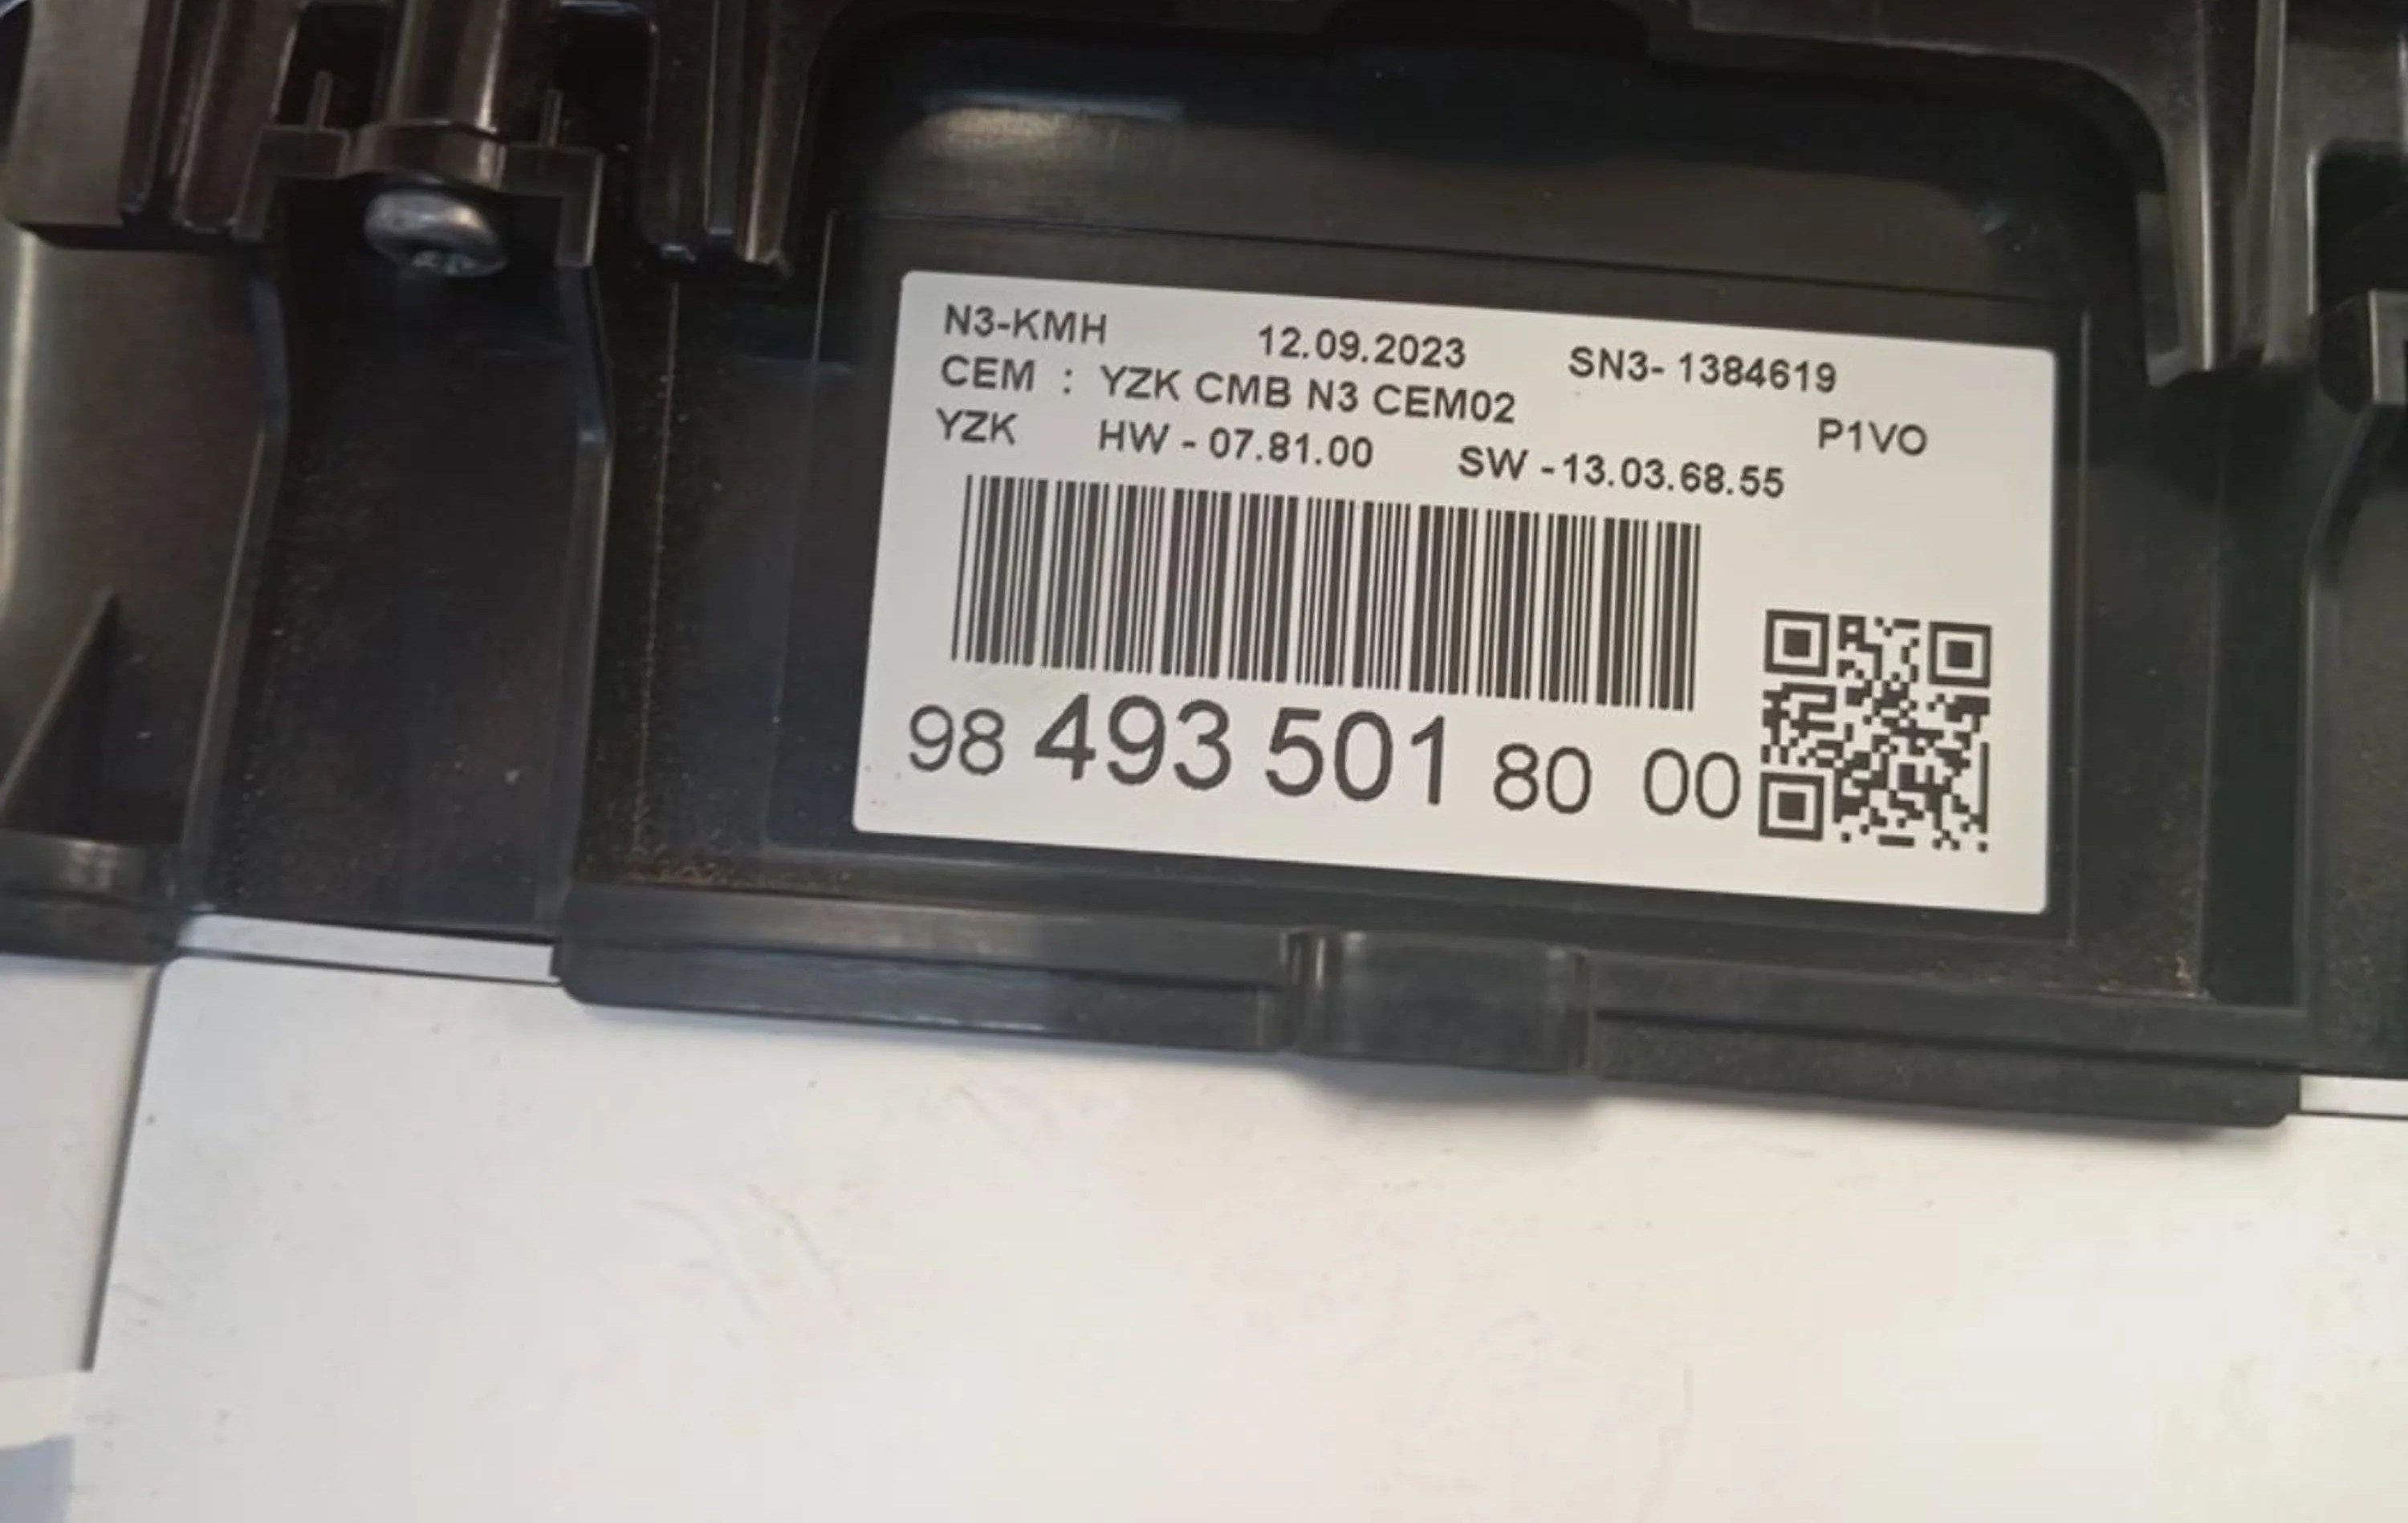 N3-KMH 12.09.2023 SN3- 1384619
CEM : YZK CMB N3 CEM02 P1VO
YZK HW - 07.81.00 SW -13.03.68.55
98 493 501 80 00